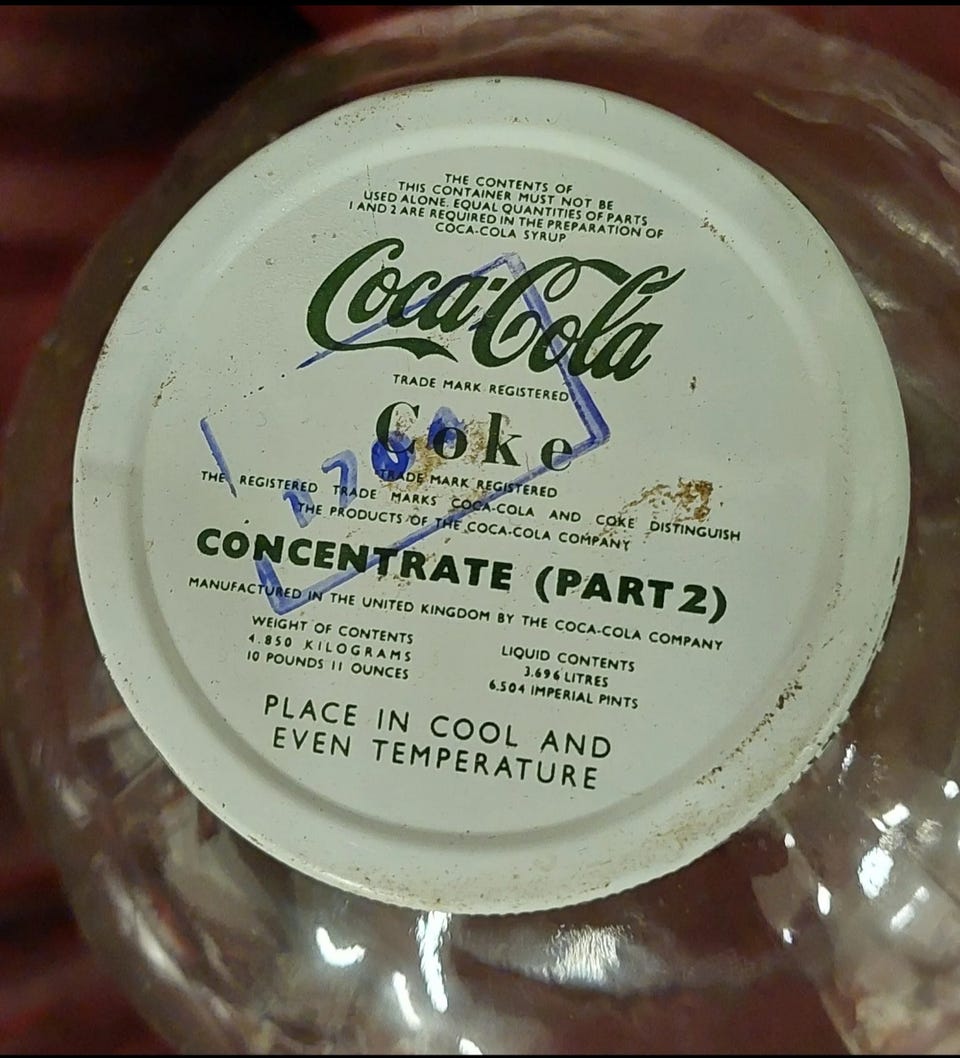 THE CONTENTS OF
THIS CONTAINER MUST NOT BE
USED ALONE. EQUAL QUANTITIES OF PARTS
1 AND 2 ARE REQUIRED IN THE PREPARATION OF
COCA-COLA SYRUP
Coca-Cola
TRADE MARK REGISTERED
Coke
TRADE MARK REGISTERED
THE REGISTERED TRADE MARKS COCA-COLA AND COKE DISTINGUISH
THE PRODUCTS OF THE COCA-COLA COMPANY
CONCENTRATE (PART 2)
MANUFACTURED IN THE UNITED KINGDOM BY THE COCA-COLA COMPANY
WEIGHT OF CONTENTS
4.850 KILOGRAMS
10 POUNDS 11 OUNCES
LIQUID CONTENTS
3.696 LITRES
6.504 IMPERIAL PINTS
PLACE IN COOL AND
EVEN TEMPERATURE